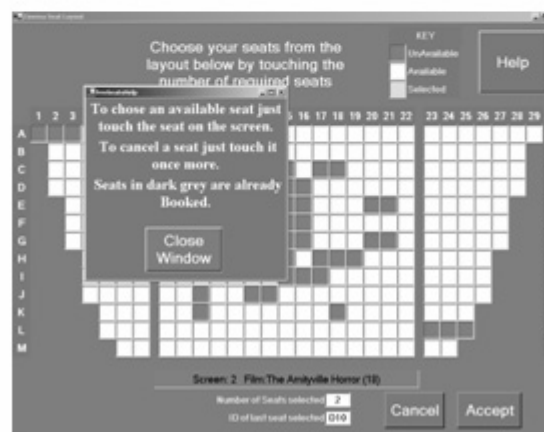 Cinema Seat Layout
Choose your seats from the
layout below by touching the
number of required seats
KEY
UnAvailable
Available
Selected
Help
To chose an available seat just
touch the seat on the screen.
To cancel a seat just touch it
once more.
Seats in dark grey are already
Booked.
Close
Window
1 2 3 16 17 18 19 20 21 22 23 24 25 26 27 28 29
A
B
C
D
E
F
G
H
I
J
K
L
M
Screen: 2 Film:The Amityville Horror (18)
Number of Seats selected 2
ID of last seat selected
Cancel
Accept